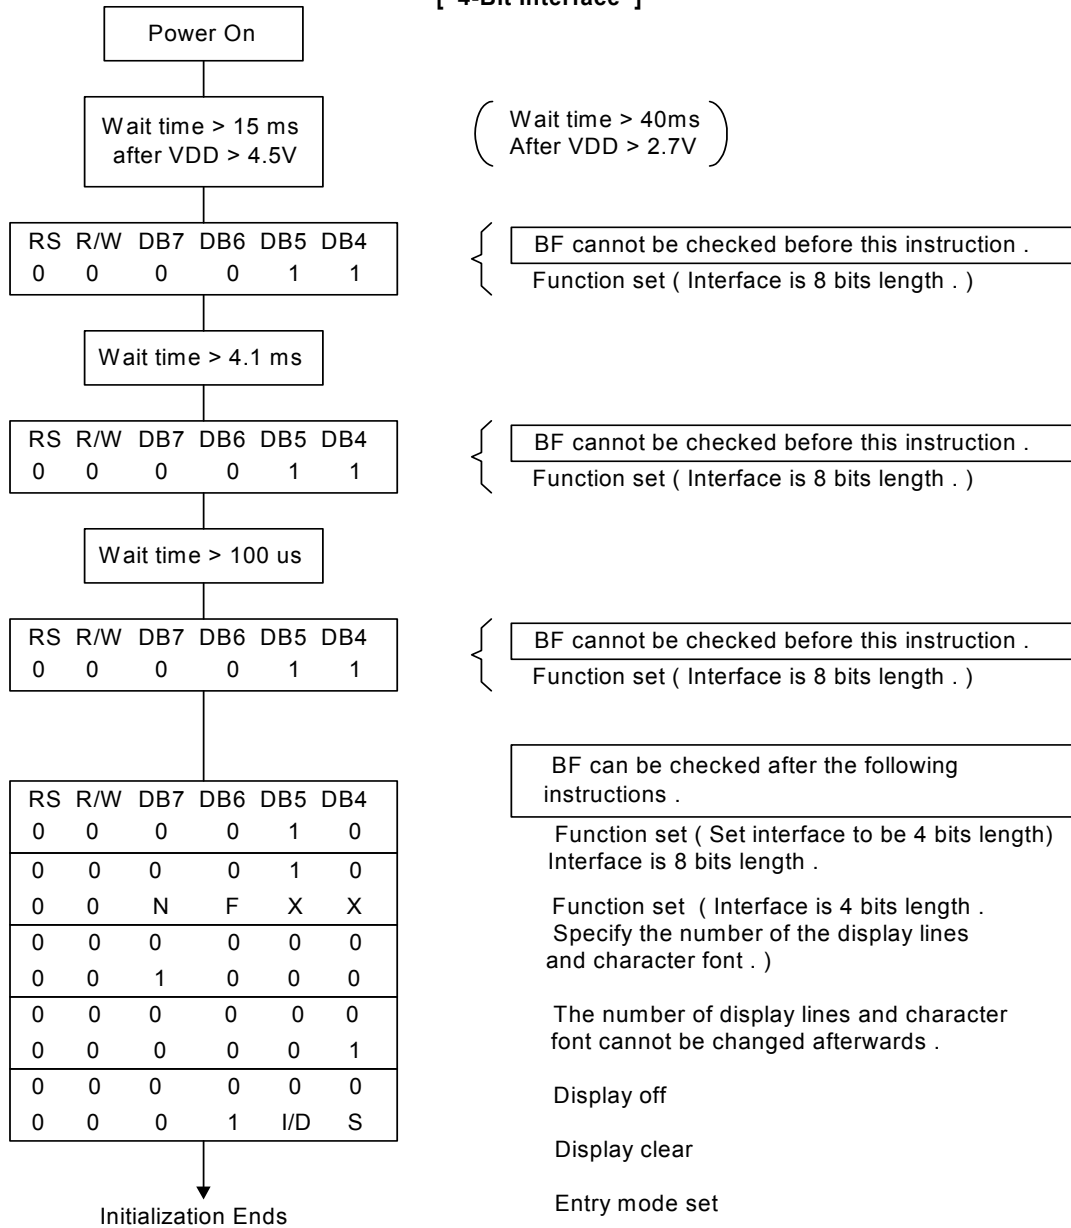 [ 4-Bit Interface ]
Power On
Wait time > 15 ms
after VDD > 4.5V
Wait time > 40ms
After VDD > 2.7V
RS R/W DB7 DB6 DB5 DB4
0 0 0 0 1 1
BF cannot be checked before this instruction .
Function set ( Interface is 8 bits length . )
Wait time > 4.1 ms
RS R/W DB7 DB6 DB5 DB4
0 0 0 0 1 1
BF cannot be checked before this instruction .
Function set ( Interface is 8 bits length . )
Wait time > 100 us
RS R/W DB7 DB6 DB5 DB4
0 0 0 0 1 1
BF cannot be checked before this instruction .
Function set ( Interface is 8 bits length . )
RS R/W DB7 DB6 DB5 DB4
0 0 0 0 1 0
0 0 0 0 1 0
0 0 N F X X
0 0 0 0 0 0
0 0 1 0 0 0
0 0 0 0 0 0
0 0 0 0 0 1
0 0 0 0 0 0
0 0 0 1 I/D S
BF can be checked after the following
instructions .
Function set ( Set interface to be 4 bits length)
Interface is 8 bits length .
Function set ( Interface is 4 bits length .
Specify the number of the display lines
and character font . )
The number of display lines and character
font cannot be changed afterwards .
Display off
Display clear
Entry mode set
Initialization Ends